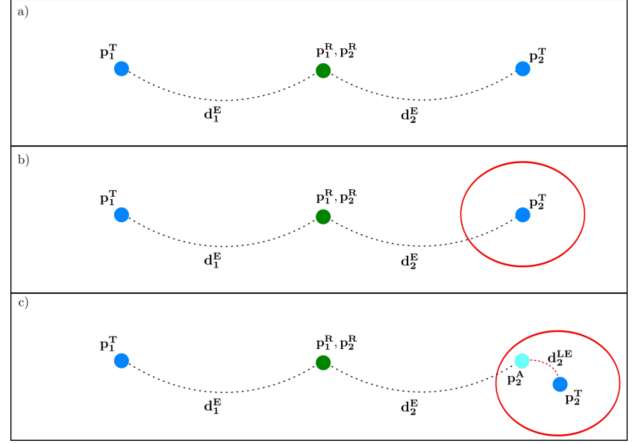 a)
p₁ᵀ
p₁ᴿ, p₂ᴿ
p₂ᵀ
d₁ᴱ
d₂ᴱ
b)
p₁ᵀ
p₁ᴿ, p₂ᴿ
p₂ᵀ
d₁ᴱ
d₂ᴱ
c)
p₁ᵀ
p₁ᴿ, p₂ᴿ
d₂ᴸᴱ
p₂ᴬ
p₂ᵀ
d₁ᴱ
d₂ᴱ